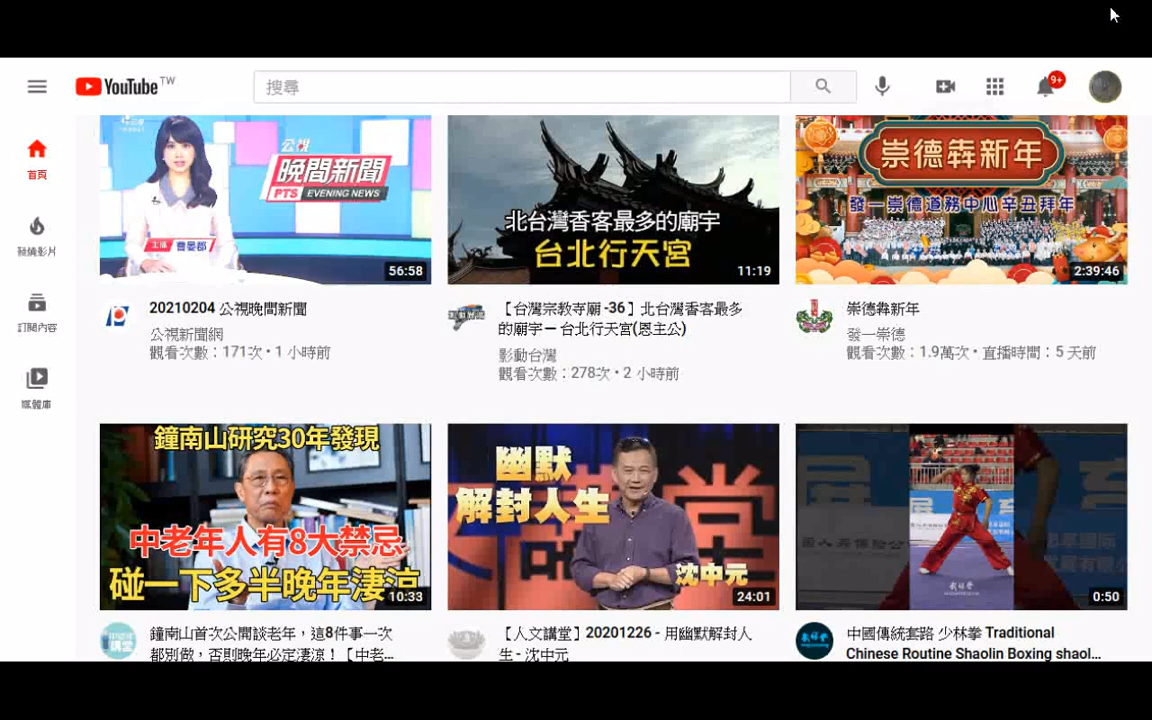 YouTube TW
搜尋
9+
首頁
發燒影片
訂閱內容
媒體庫
公視
晚間新聞
PTS EVENING NEWS
主播 曹晏郡
56:58
北台灣香客最多的廟宇
台北行天宮
11:19
崇德犇新年
發一崇德道務中心辛丑拜年
2:39:46
20210204 公視晚間新聞
公視新聞網
觀看次數：171次 • 1 小時前
【台灣宗教寺廟 -36】北台灣香客最多
的廟宇 — 台北行天宮(恩主公)
影動台灣
觀看次數：278次 • 2 小時前
崇德犇新年
發一崇德
觀看次數：1.9萬次 • 直播時間：5 天前
鐘南山研究30年發現
中老年人有8大禁忌
碰一下多半晚年淒涼
10:33
幽默
解封人生
沈中元
24:01
武林堂
0:50
鐘南山首次公開談老年，這8件事一次
都別做，否則晚年必定淒涼！【中老...
【人文講堂】20201226 - 用幽默解封人
生 - 沈中元
中國傳統套路 少林拳 Traditional
Chinese Routine Shaolin Boxing shaol...